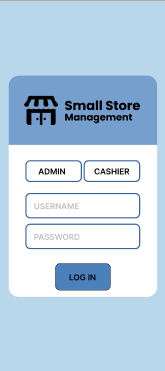 Small Store
Management
ADMIN CASHIER
USERNAME
PASSWORD
LOG IN